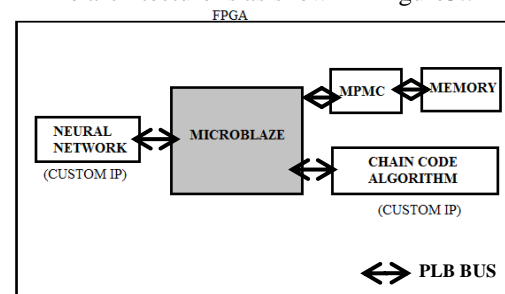 FPGA
MPMC
MEMORY
MICROBLAZE
NEURAL
NETWORK
(CUSTOM IP)
CHAIN CODE
ALGORITHM
(CUSTOM IP)
PLB BUS